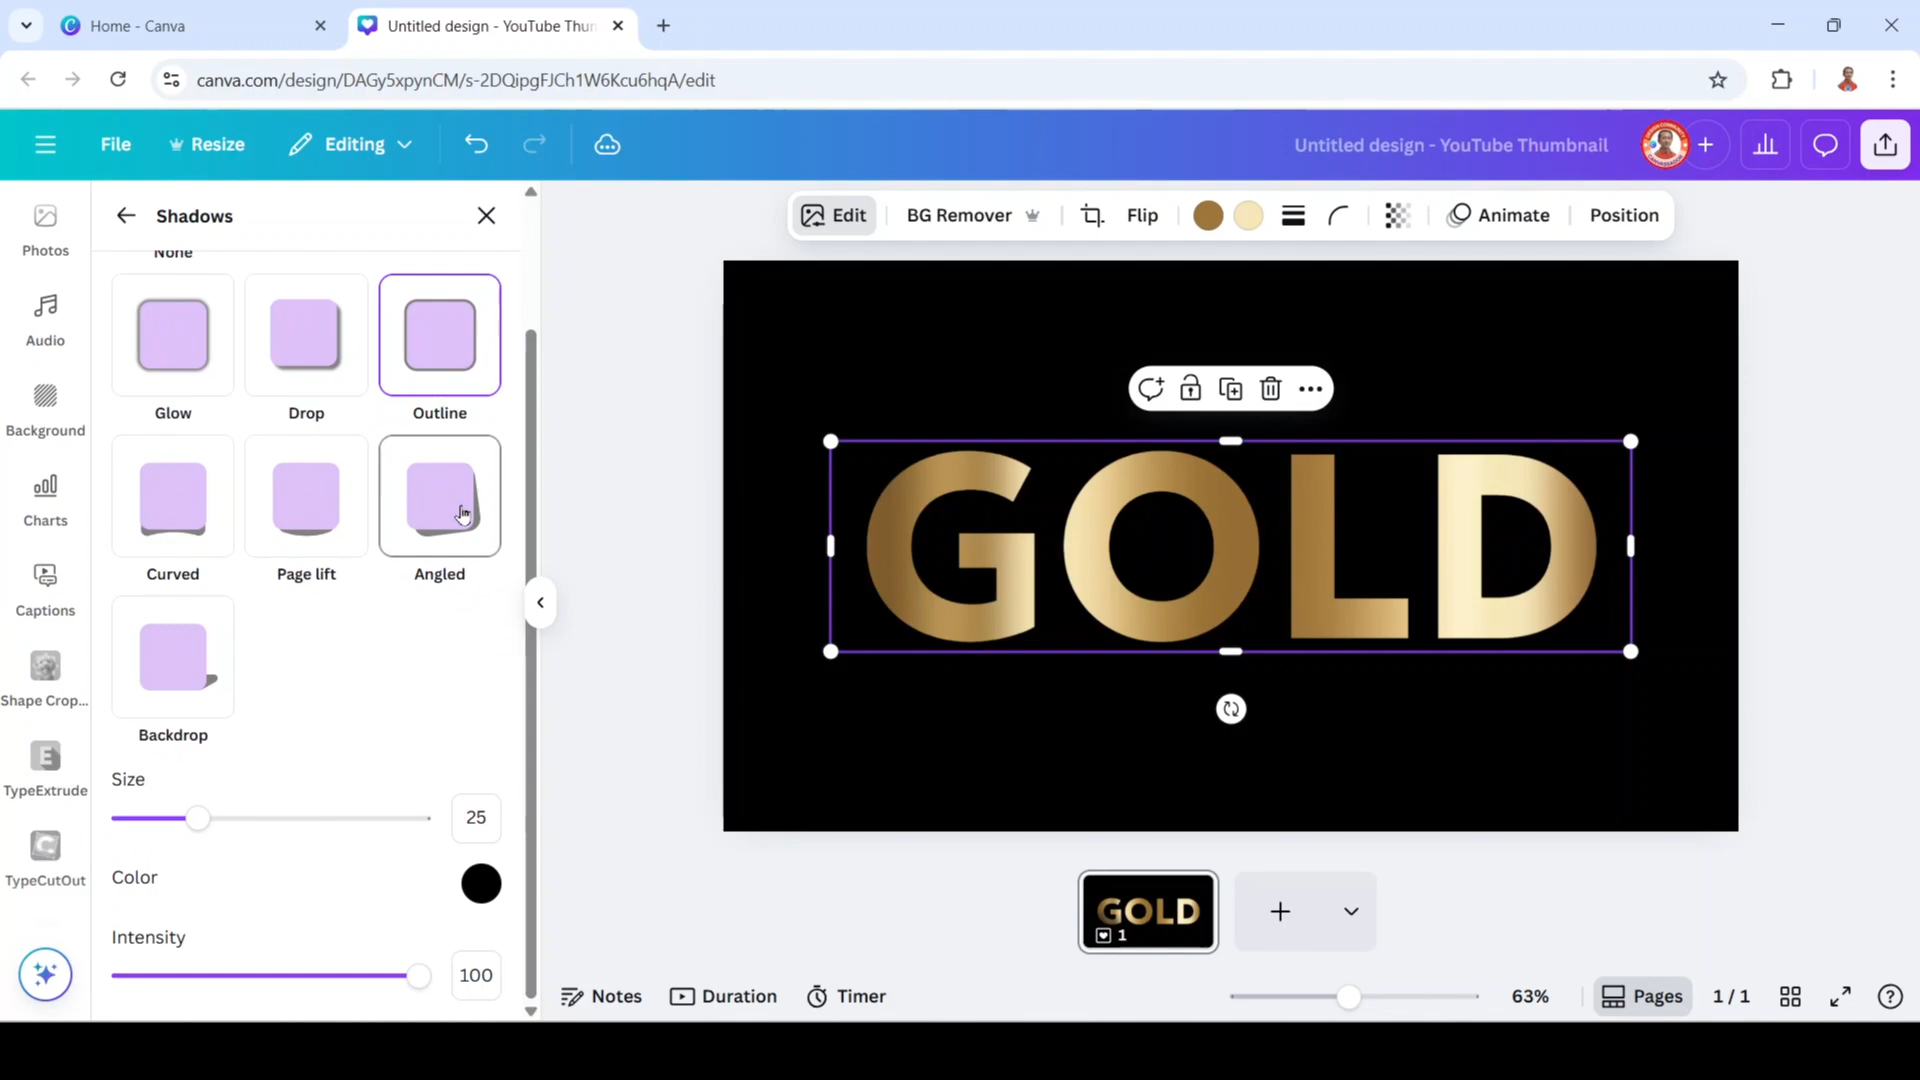 Home - Canva
Untitled design - YouTube Thun
canva.com/design/DAGy5xpynCM/s-2DQipgFJCh1W6Kcu6hqA/edit
File
Resize
Editing
Untitled design - YouTube Thumbnail
Photos
Audio
Background
Charts
Captions
Shape Crop...
TypeExtrude
TypeCutOut
Shadows
None
Glow
Drop
Outline
Curved
Page lift
Angled
Backdrop
Size
25
Color
Intensity
100
Edit
BG Remover
Flip
Animate
Position
GOLD
GOLD
1
Notes
Duration
Timer
63%
Pages
1 / 1